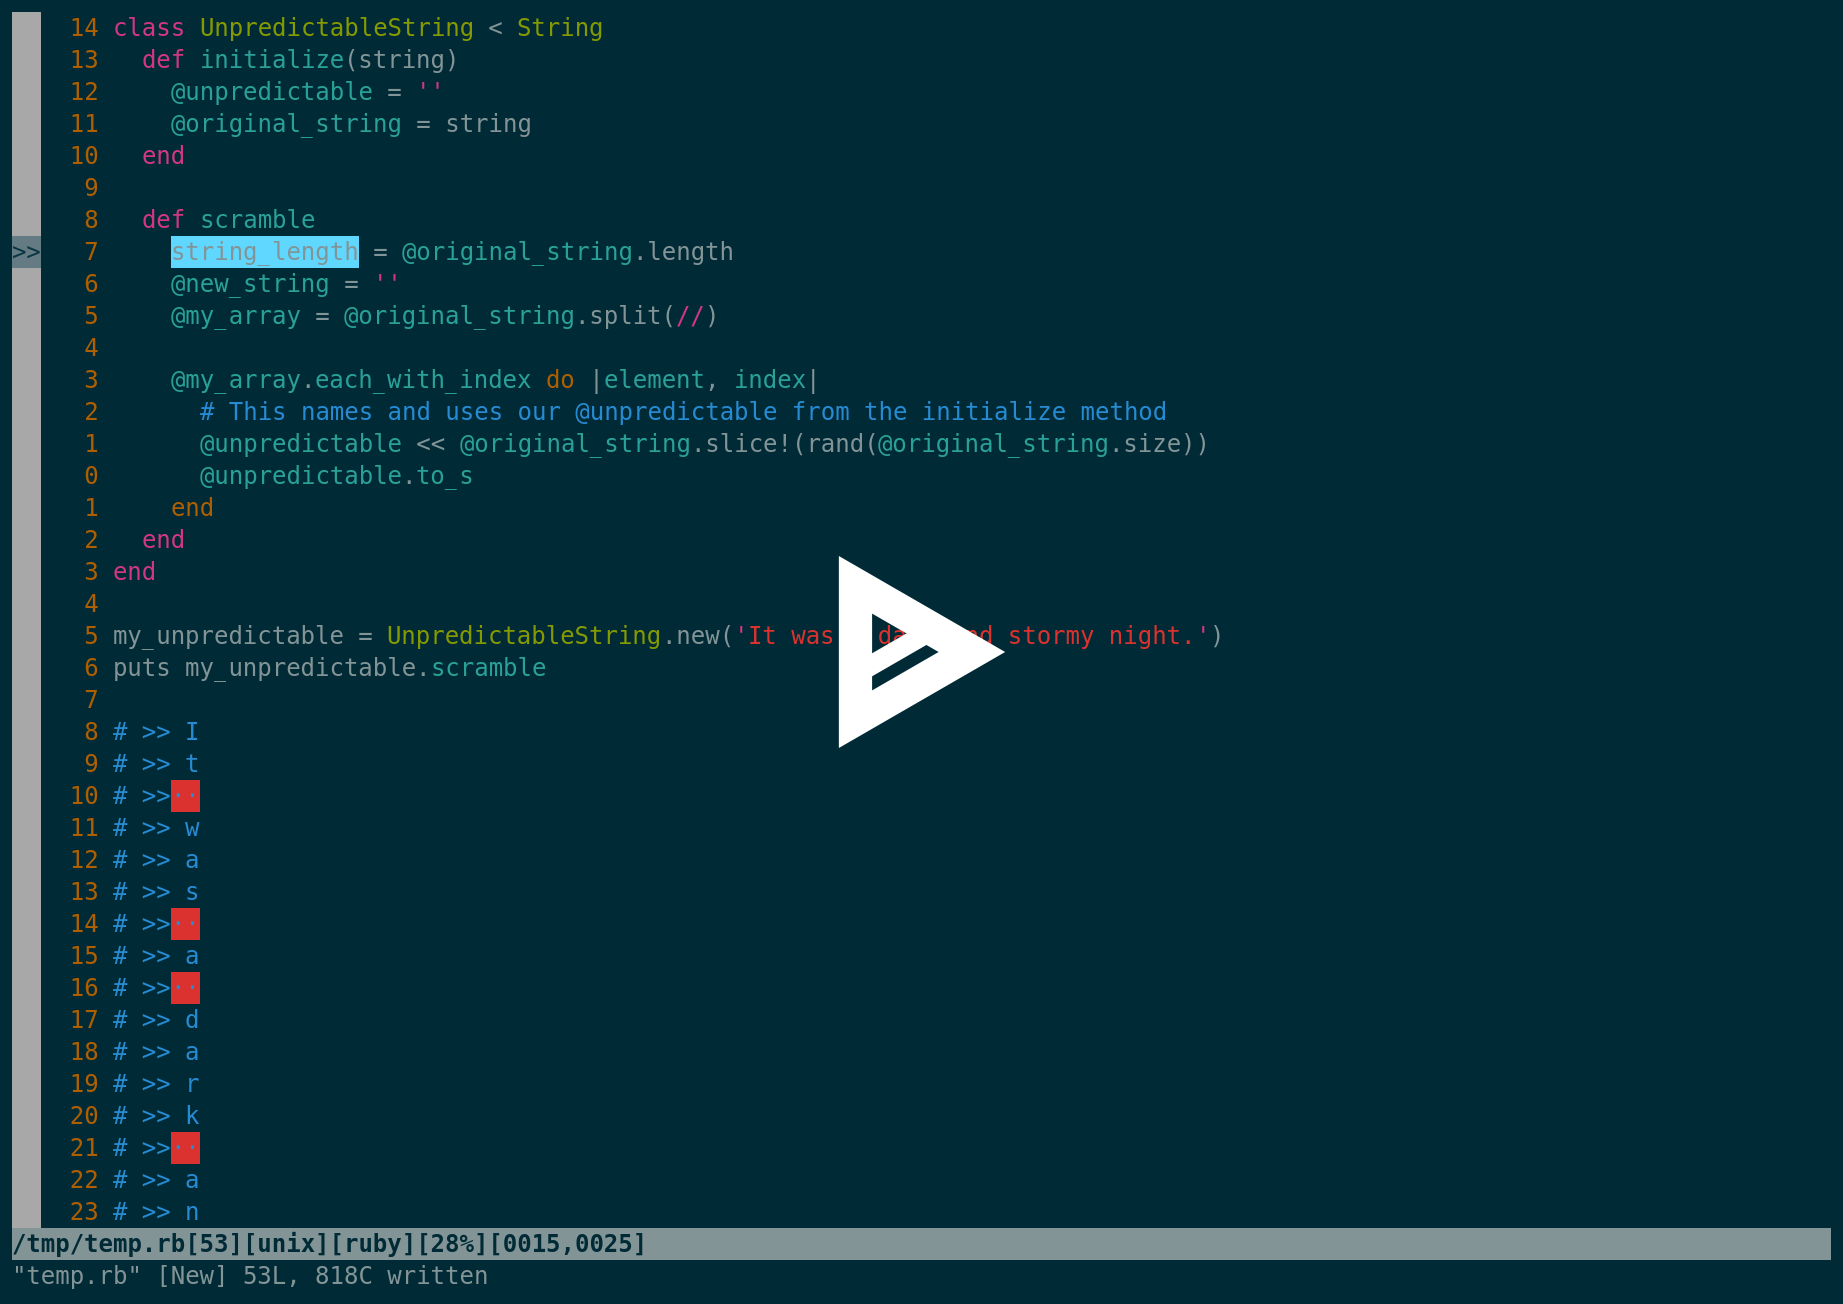 14 class UnpredictableString < String
13   def initialize(string)
12     @unpredictable = ''
11     @original_string = string
10   end
9
8   def scramble
>> 7     string_length = @original_string.length
6     @new_string = ''
5     @my_array = @original_string.split(//)
4
3     @my_array.each_with_index do |element, index|
2       # This names and uses our @unpredictable from the initialize method
1       @unpredictable << @original_string.slice!(rand(@original_string.size))
0       @unpredictable.to_s
1     end
2   end
3 end
4
5 my_unpredictable = UnpredictableString.new('It was stormy night.')
6 puts my_unpredictable.scramble
7
8 # >> I
9 # >> t
10 # >>··
11 # >> w
12 # >> a
13 # >> s
14 # >>··
15 # >> a
16 # >>··
17 # >> d
18 # >> a
19 # >> r
20 # >> k
21 # >>··
22 # >> a
23 # >> n
/tmp/temp.rb[53][unix][ruby][28%][0015,0025]
"temp.rb" [New] 53L, 818C written